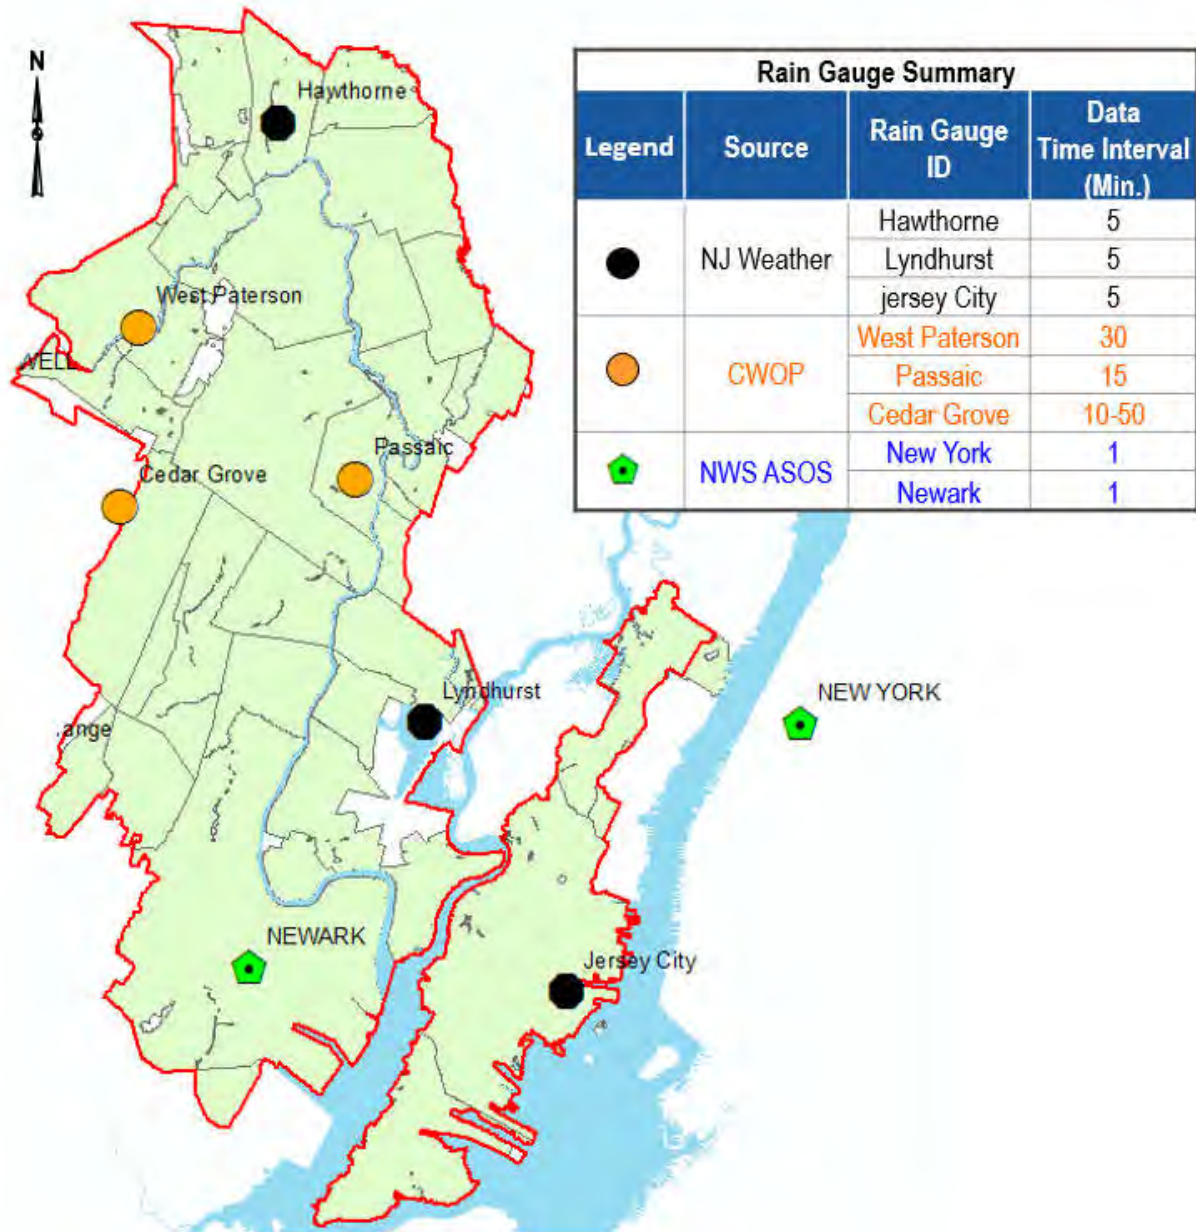 N
Hawthorne
West Paterson
VELL
Cedar Grove
Passaic
Lyndhurst
ange
NEW YORK
NEWARK
Jersey City
Rain Gauge Summary
Legend Source Rain Gauge ID Data Time Interval (Min.)
NJ Weather
Hawthorne 5
Lyndhurst 5
jersey City 5
CWOP
West Paterson 30
Passaic 15
Cedar Grove 10-50
NWS ASOS
New York 1
Newark 1